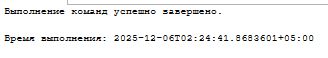 Выполнение команд успешно завершено.
Время выполнения: 2025-12-06T02:24:41.8683601+05:00